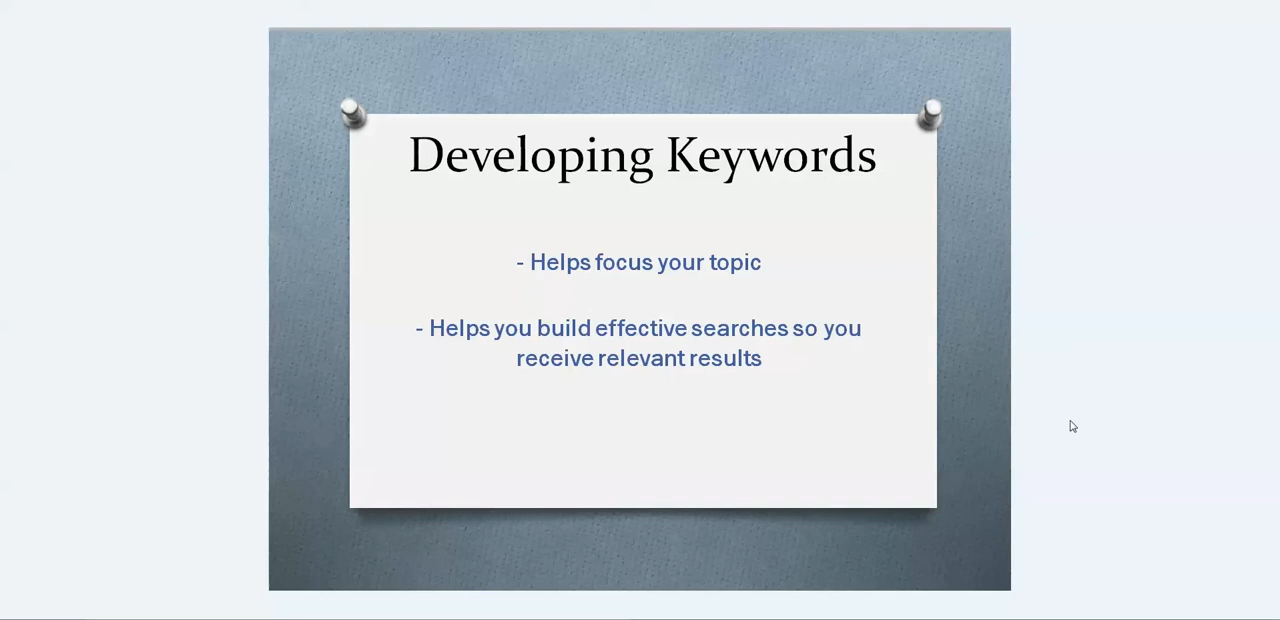 Developing Keywords
- Helps focus your topic
- Helps you build effective searches so you
receive relevant results